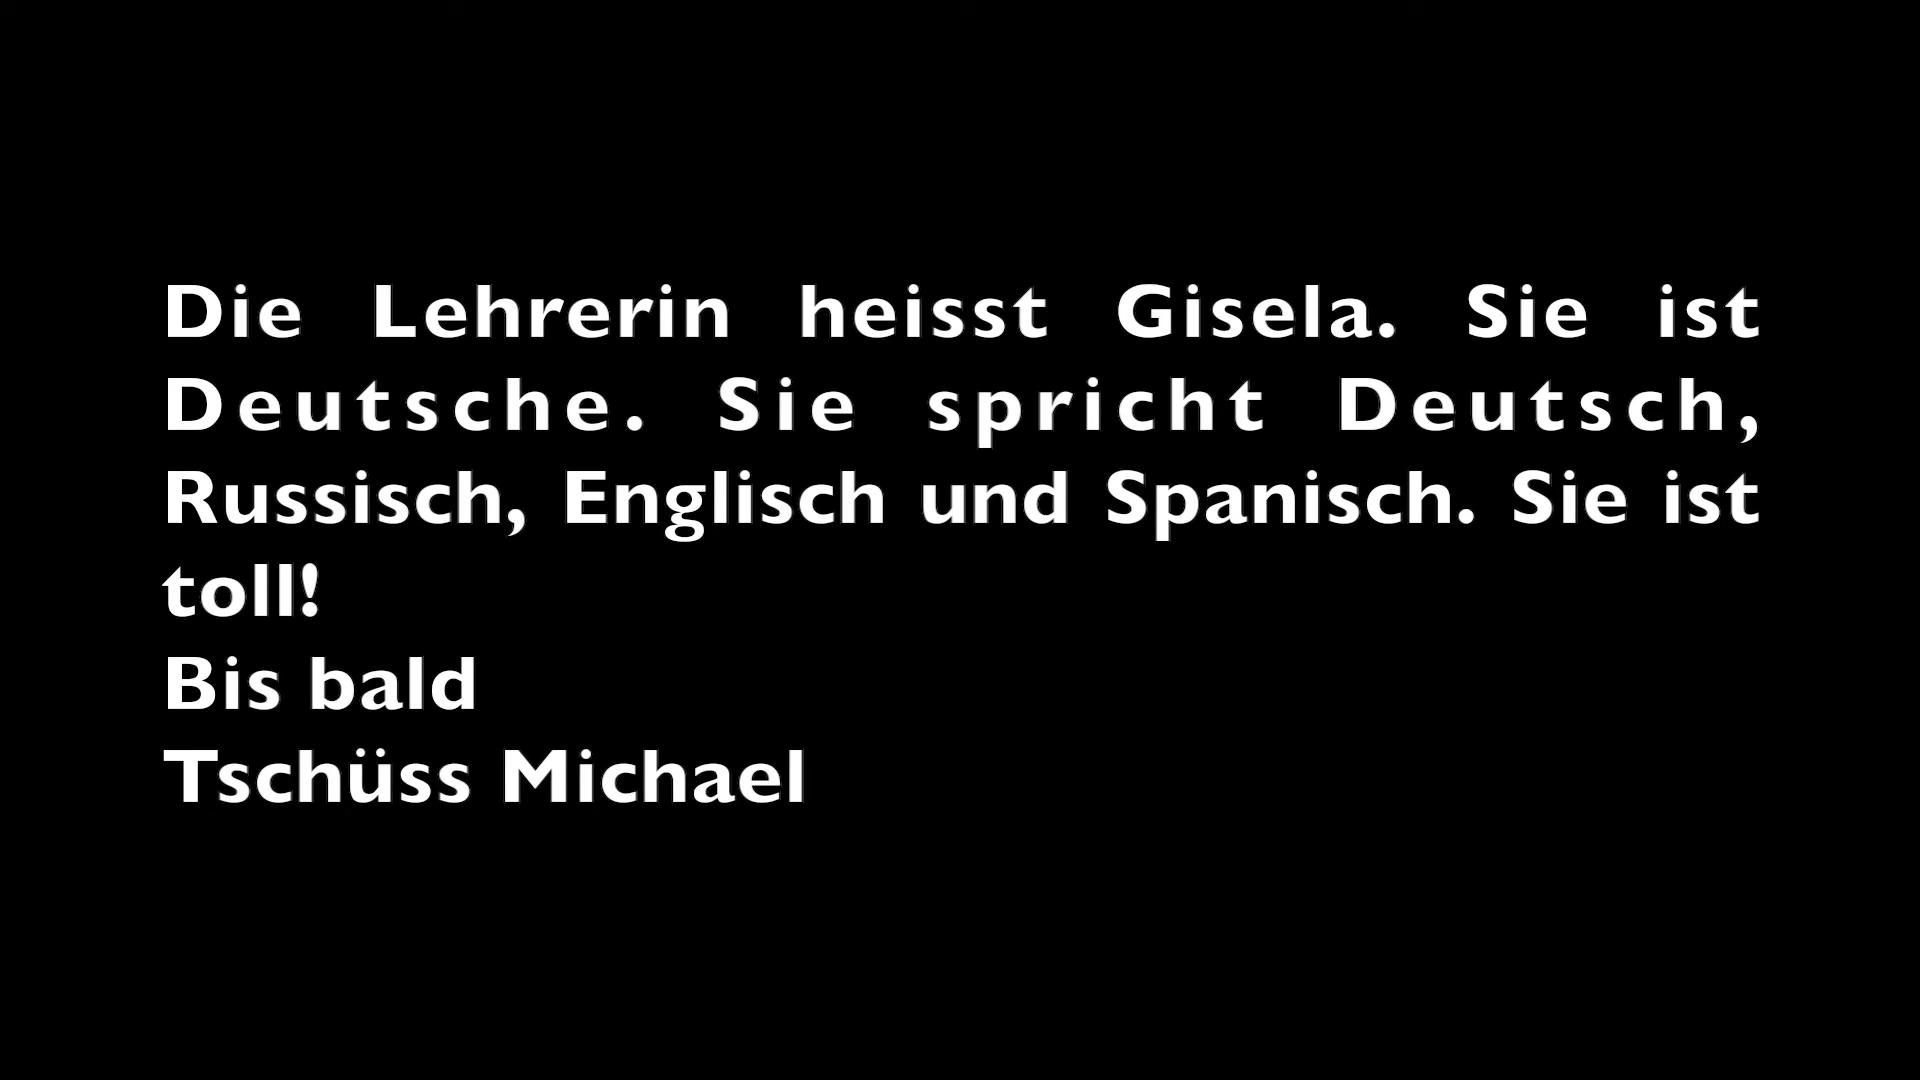 Die Lehrerin heisst Gisela. Sie ist
Deutsche. Sie spricht Deutsch,
Russisch, Englisch und Spanisch. Sie ist
toll!
Bis bald
Tschüss Michael